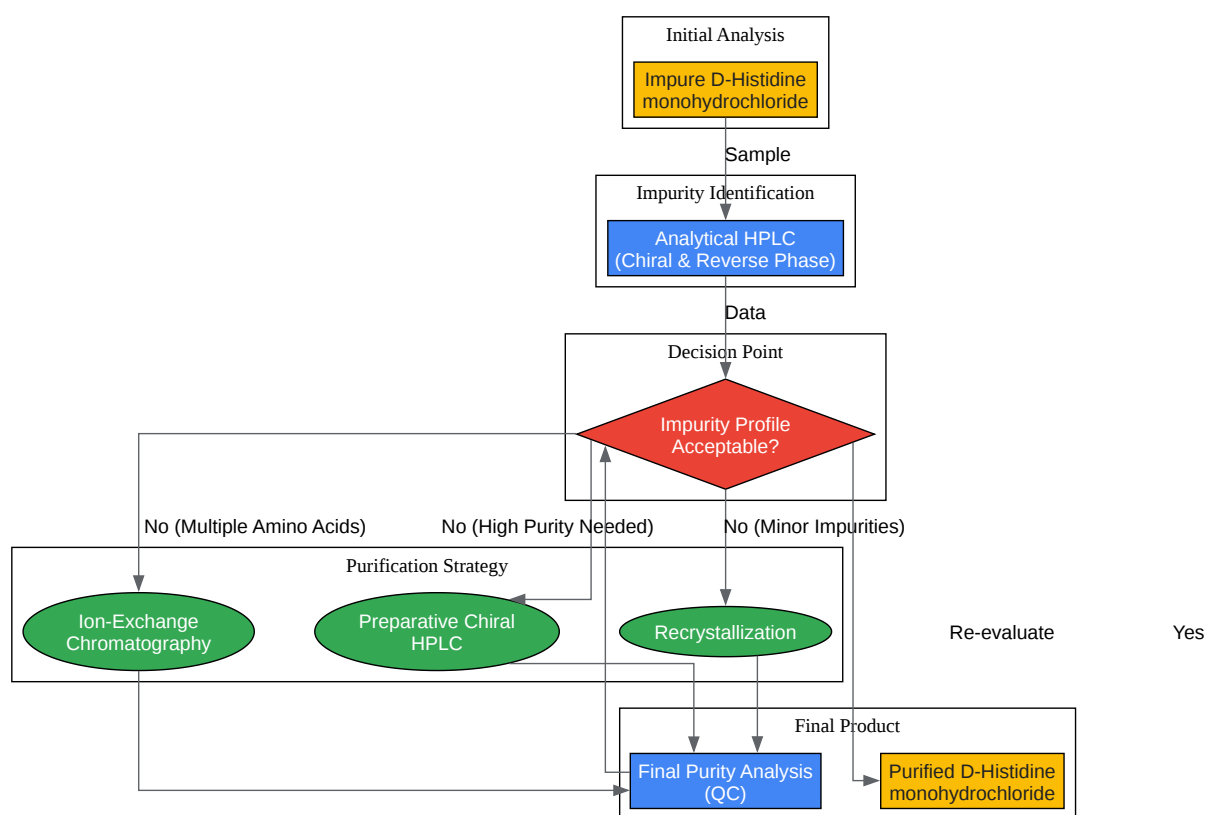 Initial Analysis
Impure D-Histidine
monohydrochloride
Sample
Impurity Identification
Analytical HPLC
(Chiral & Reverse Phase)
Data
Decision Point
Impurity Profile
Acceptable?
No (Multiple Amino Acids)
No (High Purity Needed)
No (Minor Impurities)
Purification Strategy
Ion-Exchange
Chromatography
Preparative Chiral
HPLC
Recrystallization
Re-evaluate
Yes
Final Product
Final Purity Analysis
(QC)
Purified D-Histidine
monohydrochloride